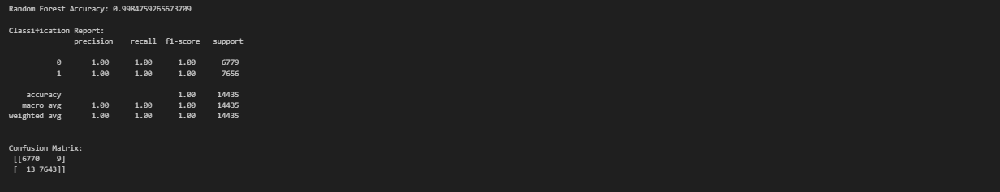 Random Forest Accuracy: 0.9984759265673709
Classification Report:
precision recall f1-score support
0 1.00 1.00 1.00 6779
1 1.00 1.00 1.00 7656
accuracy 1.00 14435
macro avg 1.00 1.00 1.00 14435
weighted avg 1.00 1.00 1.00 14435
Confusion Matrix:
[[6770 9]
[ 13 7643]]